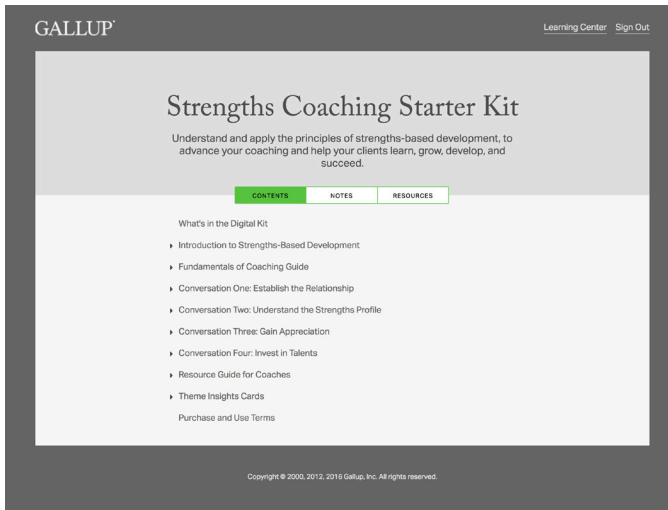 GALLUP®
Learning Center Sign Out
Strengths Coaching Starter Kit
Understand and apply the principles of strengths-based development, to
advance your coaching and help your clients learn, grow, develop, and
succeed.
CONTENTS NOTES RESOURCES
What's in the Digital Kit
Introduction to Strengths-Based Development
Fundamentals of Coaching Guide
Conversation One: Establish the Relationship
Conversation Two: Understand the Strengths Profile
Conversation Three: Gain Appreciation
Conversation Four: Invest in Talents
Resource Guide for Coaches
Theme Insights Cards
Purchase and Use Terms
Copyright © 2000, 2012, 2016 Gallup, Inc. All rights reserved.